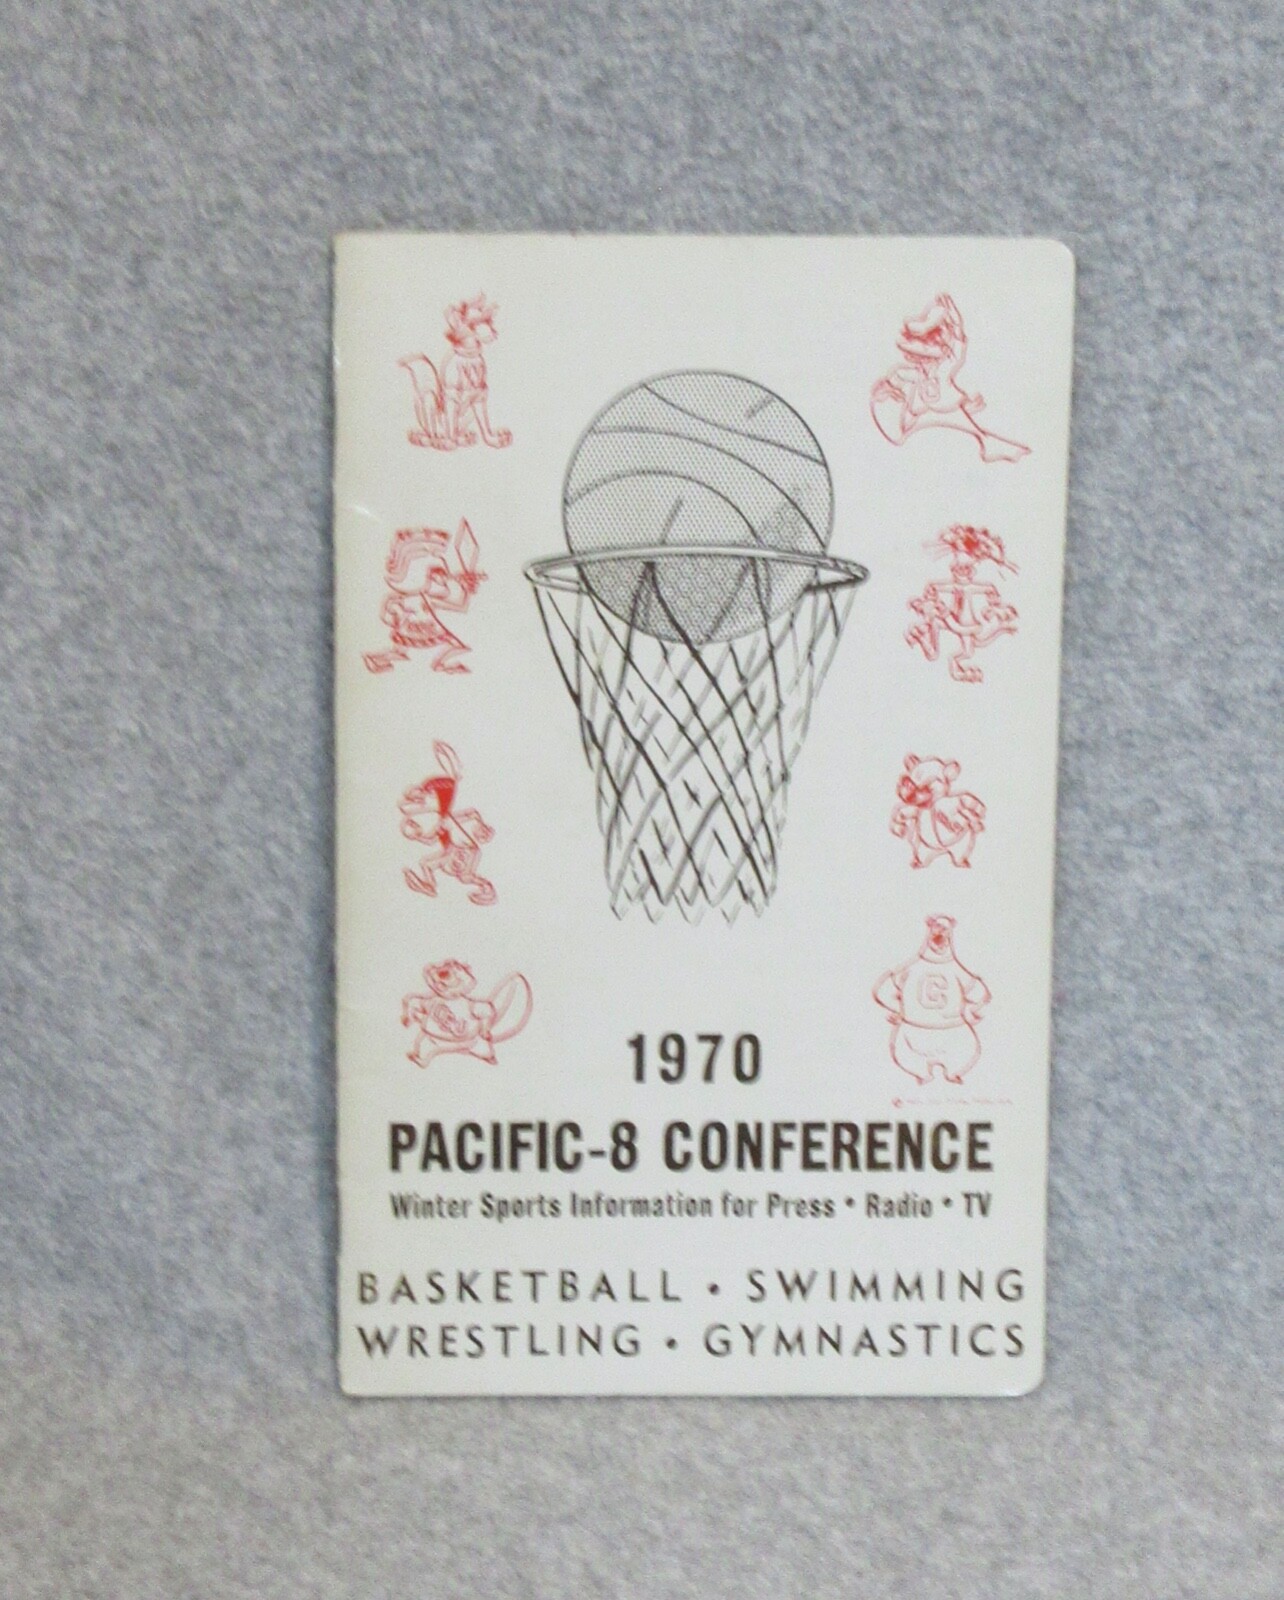 1970
PACIFIC-8 CONFERENCE
Winter Sports Information for Press • Radio • TV
BASKETBALL • SWIMMING
WRESTLING • GYMNASTICS